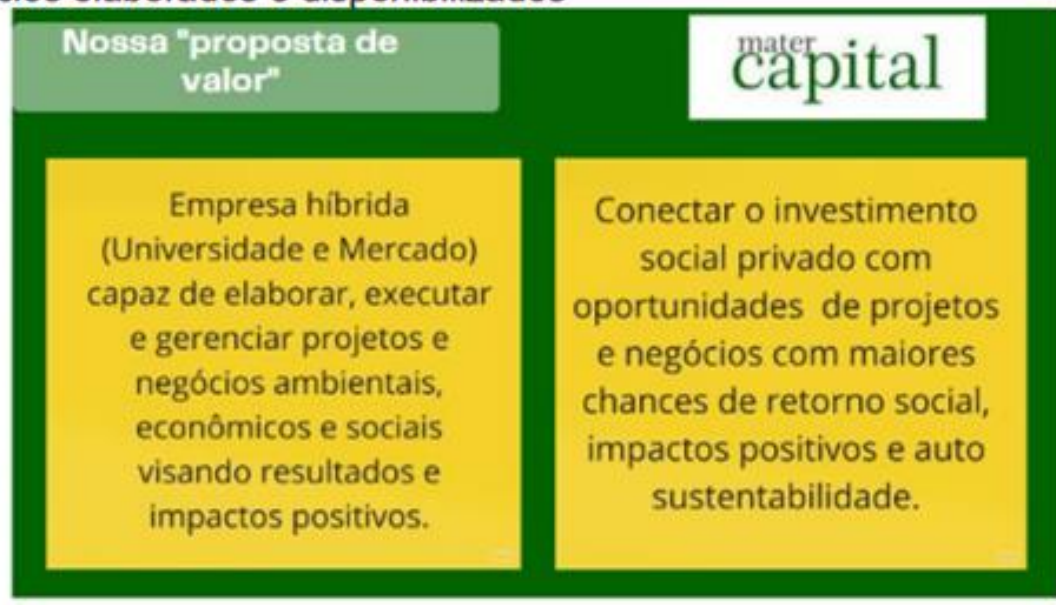 elaborados e disponibilizados
Nossa "proposta de
valor"
mater
capital
Empresa híbrida
(Universidade e Mercado)
capaz de elaborar, executar
e gerenciar projetos e
negócios ambientais,
econômicos e sociais
visando resultados e
impactos positivos.
Conectar o investimento
social privado com
oportunidades de projetos
e negócios com maiores
chances de retorno social,
impactos positivos e auto
sustentabilidade.